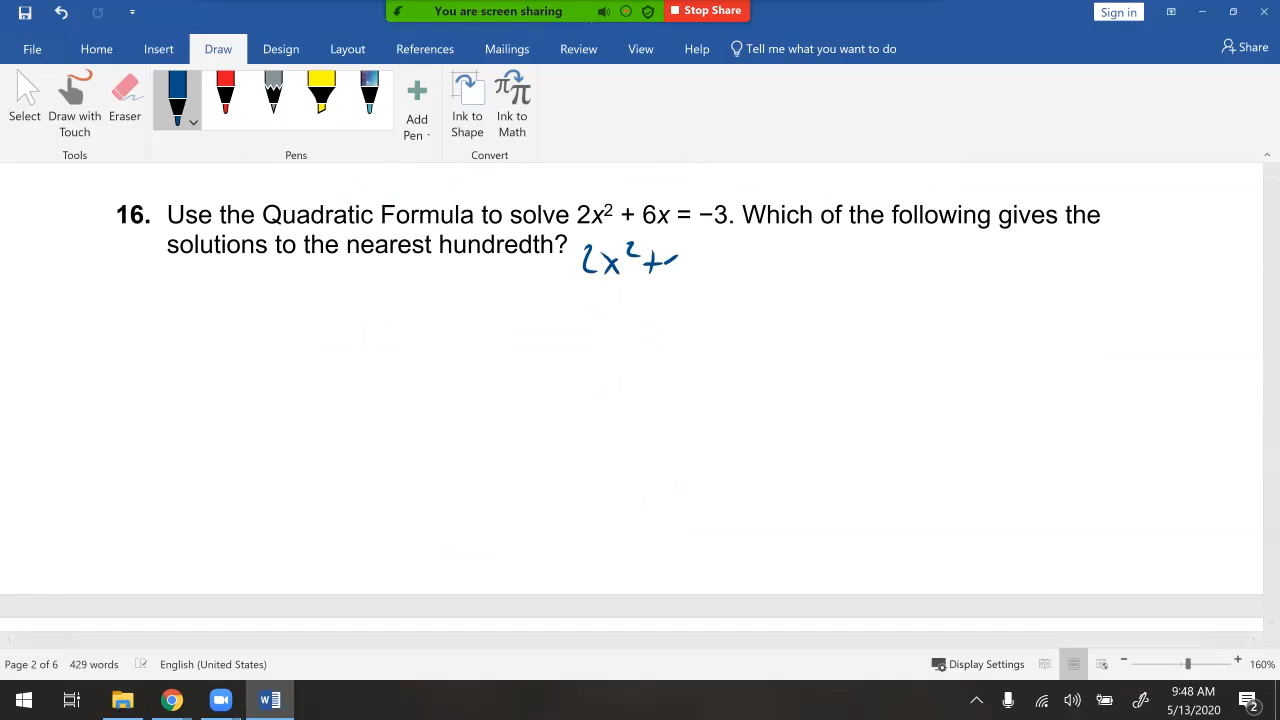 You are screen sharing
Stop Share
Sign in
File Home Insert Draw Design Layout References Mailings Review View Help Tell me what you want to do Share
Select Draw with Touch Eraser Add Pen Ink to Shape Ink to Math
Tools Pens Convert
16. Use the Quadratic Formula to solve 2x² + 6x = −3. Which of the following gives the
solutions to the nearest hundredth?
2x² +
Page 2 of 6 429 words English (United States) Display Settings 160%
9:48 AM
5/13/2020
2